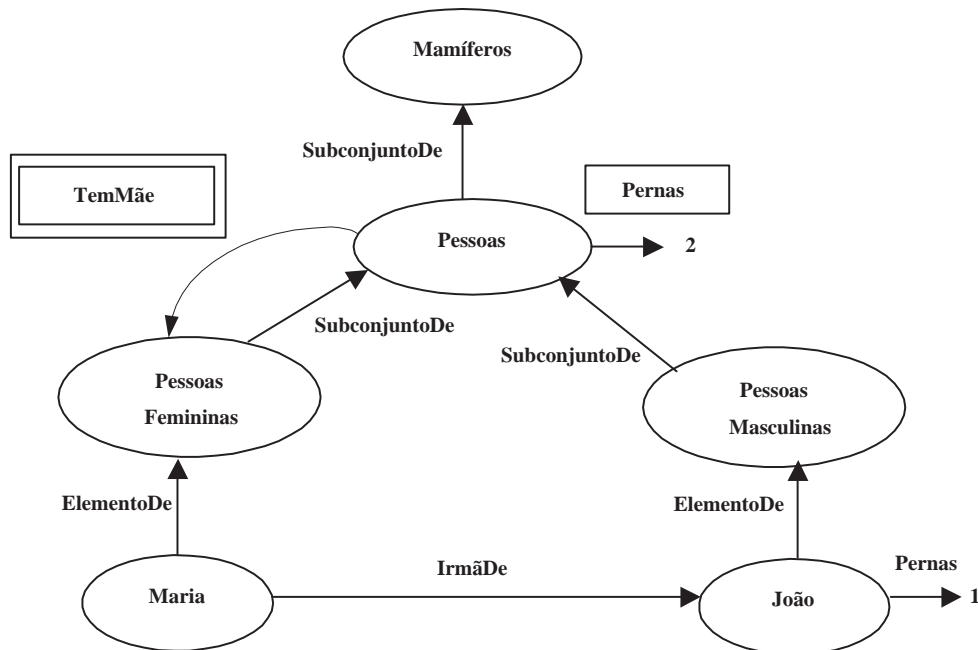 Mamíferos
SubconjuntoDe
TemMãe
Pernas
Pessoas
2
SubconjuntoDe
SubconjuntoDe
Pessoas
Femininas
Pessoas
Masculinas
ElementoDe
ElementoDe
IrmãDe
Pernas
Maria
João
1